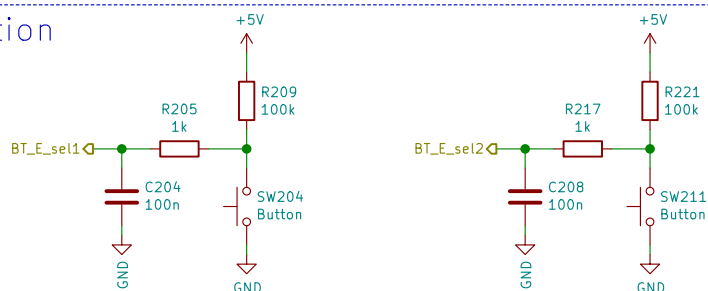 tion
+5V
R209
100k
R205
1k
BT_E_sel1
C204
100n
SW204
Button
GND
GND
+5V
R221
100k
R217
1k
BT_E_sel2
C208
100n
SW211
Button
GND
GND